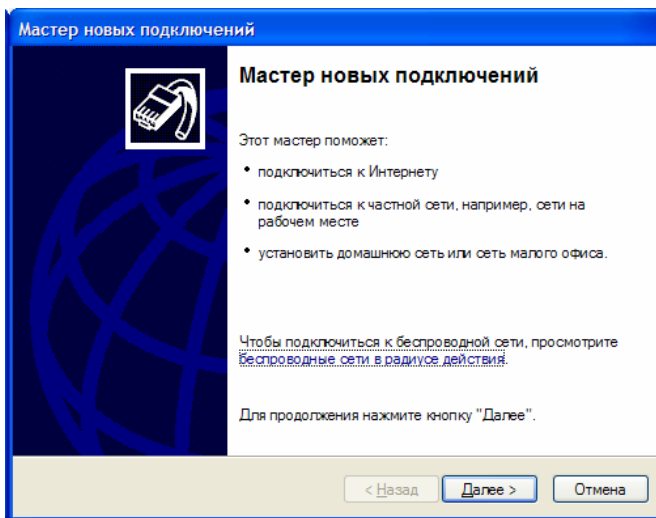 Мастер новых подключений
Мастер новых подключений
Этот мастер поможет:
• подключиться к Интернету
• подключиться к частной сети, например, сети на
рабочем месте
• установить домашнюю сеть или сеть малого офиса.
Чтобы подключиться к беспроводной сети, просмотрите
беспроводные сети в радиусе действия.
Для продолжения нажмите кнопку "Далее".
< Назад Далее > Отмена